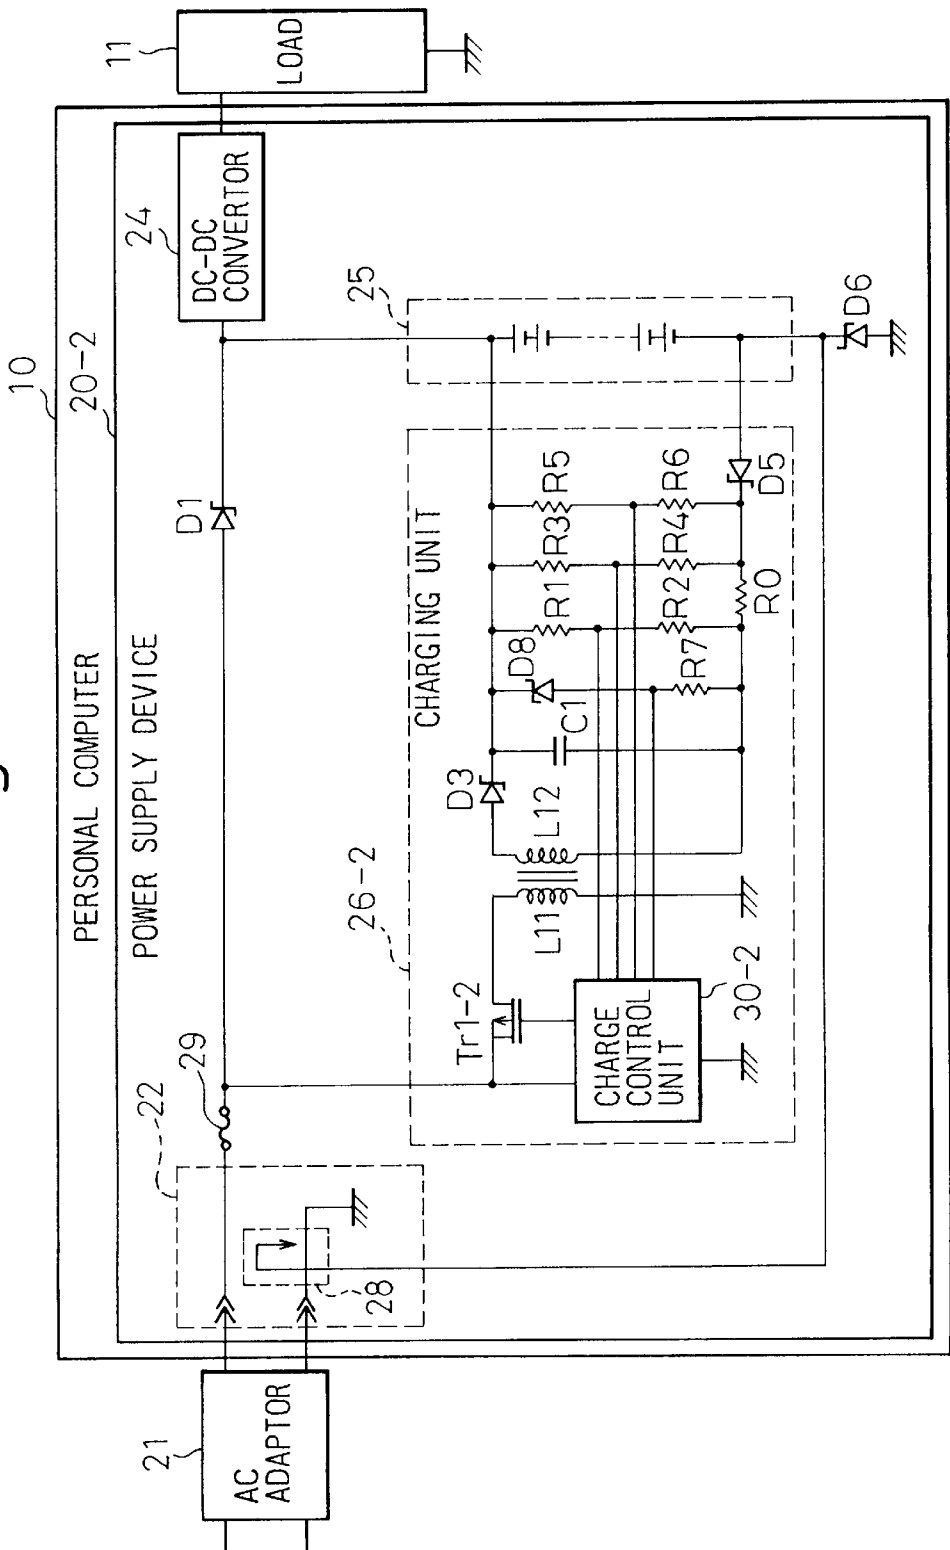 10
PERSONAL COMPUTER
20-2
POWER SUPPLY DEVICE
21
AC
ADAPTOR
22
28
29
D1
24
DC-DC
CONVERTOR
11
LOAD
25
D6
26-2
CHARGING UNIT
Tr1-2
L11
L12
D3
C1
D8
R7
R1
R2
R3
R4
R5
R6
R0
D5
CHARGE
CONTROL
UNIT
30-2